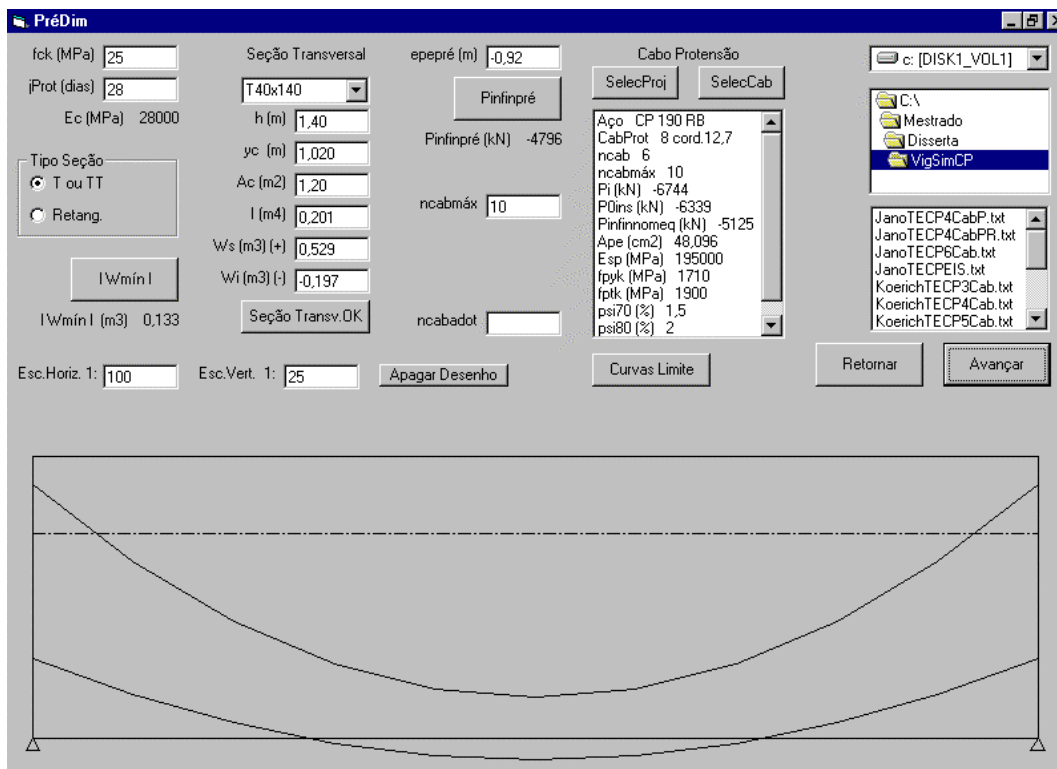 PréDim
fck (MPa) 25
jProt (dias) 28
Ec (MPa) 28000
Tipo Seção
T ou TT
Retang.
I Wmín I
I Wmín I (m3) 0,133
Seção Transversal
T40x140
h (m) 1,40
yc (m) 1,020
Ac (m2) 1,20
I (m4) 0,201
Ws (m3) (+) 0,529
Wi (m3) (-) -0,197
Seção Transv.OK
epepré (m) -0,92
Pinfinpré
Pinfinpré (kN) -4796
ncabmáx 10
ncabadot
Cabo Protensão
SelecProj SelecCab
Aço CP 190 RB
CabProt 8 cord.12,7
ncab 6
ncabmáx 10
Pi (kN) -6744
P0ins (kN) -6339
Pinfinnomeq (kN) -5125
Ape (cm2) 48,096
Esp (MPa) 195000
fpyk (MPa) 1710
fptk (MPa) 1900
psi70 (%) 1,5
psi80 (%) 2
Curvas Limite
c: [DISK1_VOL1]
C:\
Mestrado
Disserta
VigSimCP
JanoTECP4CabP.txt
JanoTECP4CabPR.txt
JanoTECP6Cab.txt
JanoTECPEIS.txt
KoerichTECP3Cab.txt
KoerichTECP4Cab.txt
KoerichTECP5Cab.txt
Retornar Avançar
Esc.Horiz. 1: 100 Esc.Vert. 1: 25 Apagar Desenho